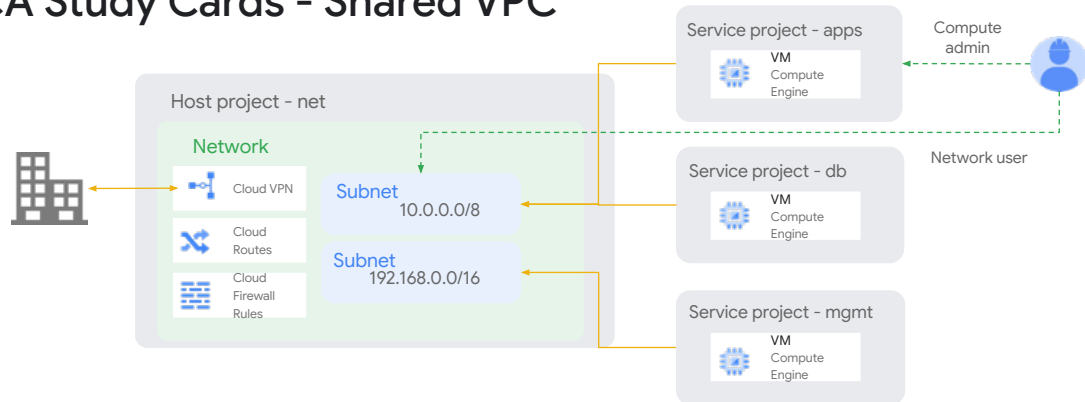 CA Study Cards - Shared VPC
Service project - apps
VM
Compute
Engine
Compute
admin
Host project - net
Network
Cloud VPN
Cloud
Routes
Cloud
Firewall
Rules
Subnet
10.0.0.0/8
Subnet
192.168.0.0/16
Network user
Service project - db
VM
Compute
Engine
Service project - mgmt
VM
Compute
Engine